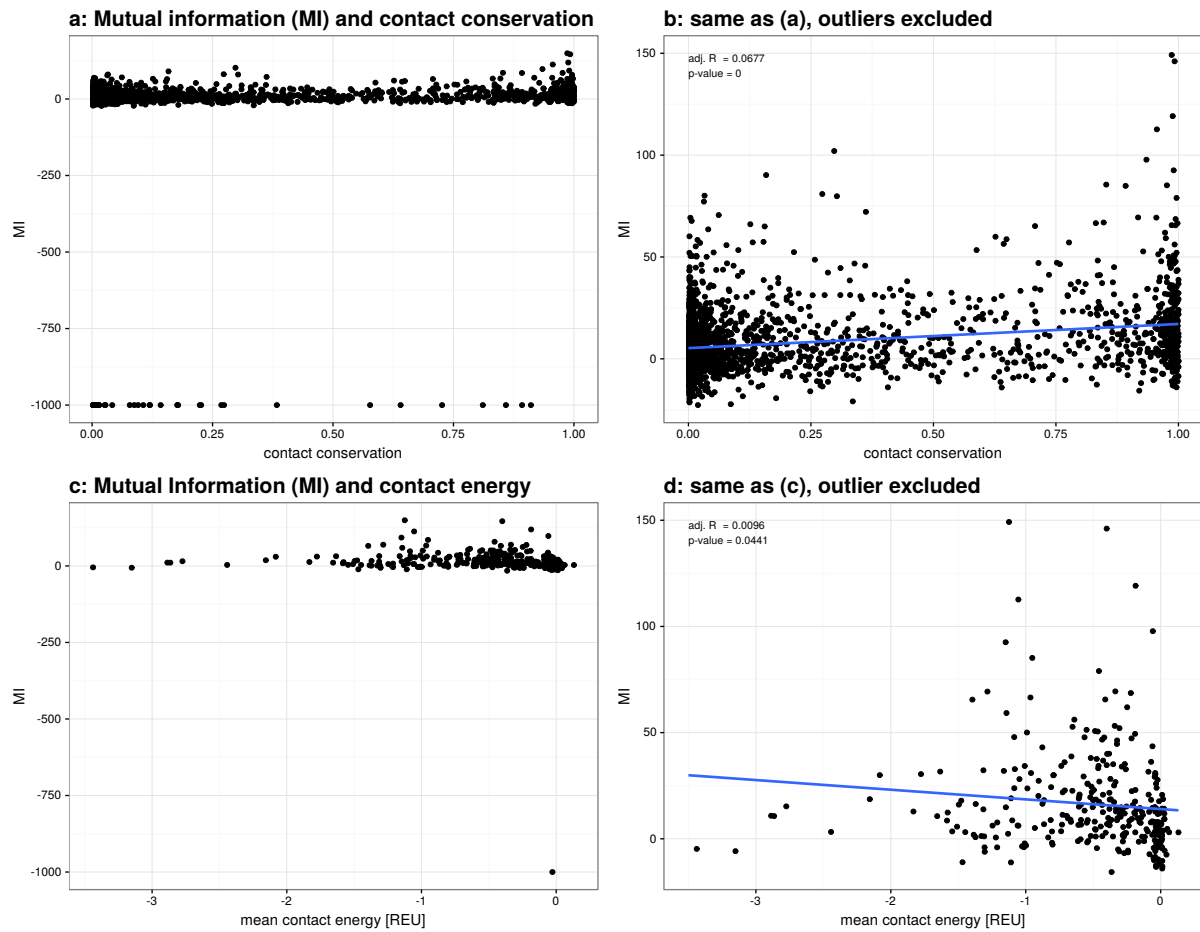 a: Mutual information (MI) and contact conservation
0
-250
-500
-750
-1000
MI
0.00 0.25 0.50 0.75 1.00
contact conservation
b: same as (a), outliers excluded
adj. R = 0.0677
p-value = 0
150
100
50
0
MI
0.00 0.25 0.50 0.75 1.00
contact conservation
c: Mutual Information (MI) and contact energy
0
-250
-500
-750
-1000
MI
-3 -2 -1 0
mean contact energy [REU]
d: same as (c), outlier excluded
adj. R = 0.0096
p-value = 0.0441
150
100
50
0
MI
-3 -2 -1 0
mean contact energy [REU]